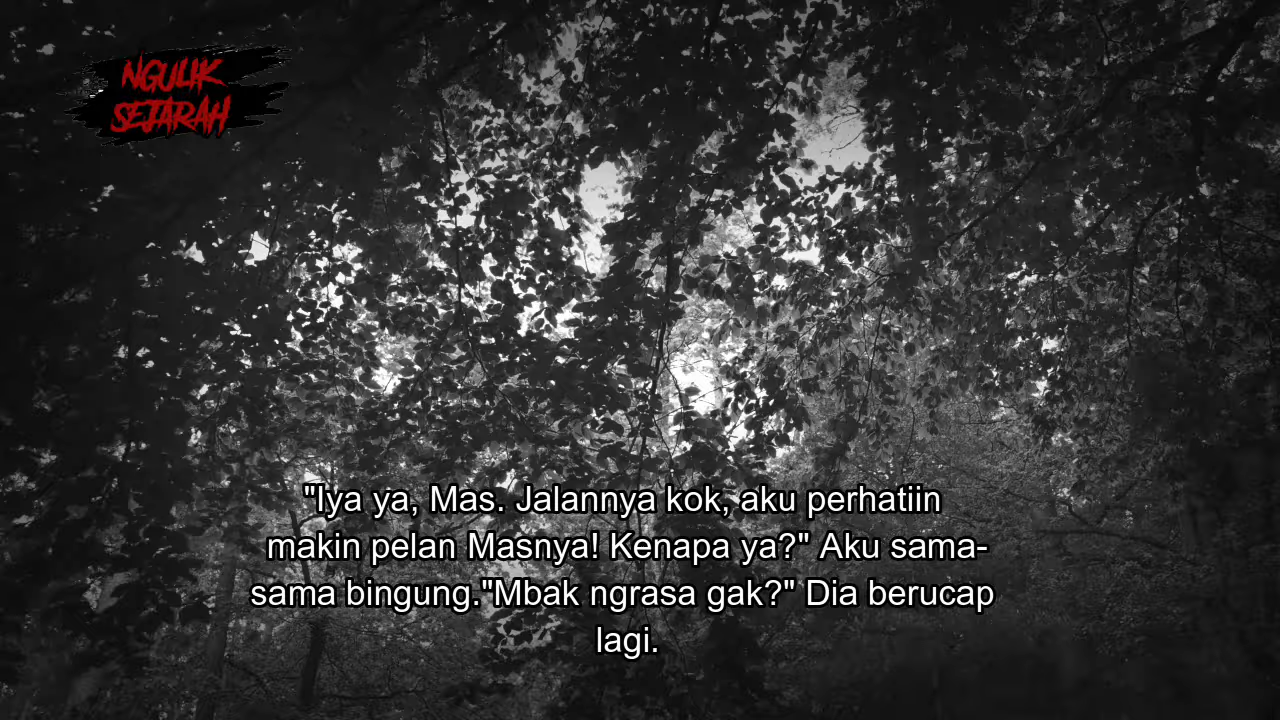 NGULIK
SEJARAH
"Iya ya, Mas. Jalannya kok, aku perhatiin
makin pelan Masnya! Kenapa ya?" Aku sama-
sama bingung."Mbak ngrasa gak?" Dia berucap
lagi.